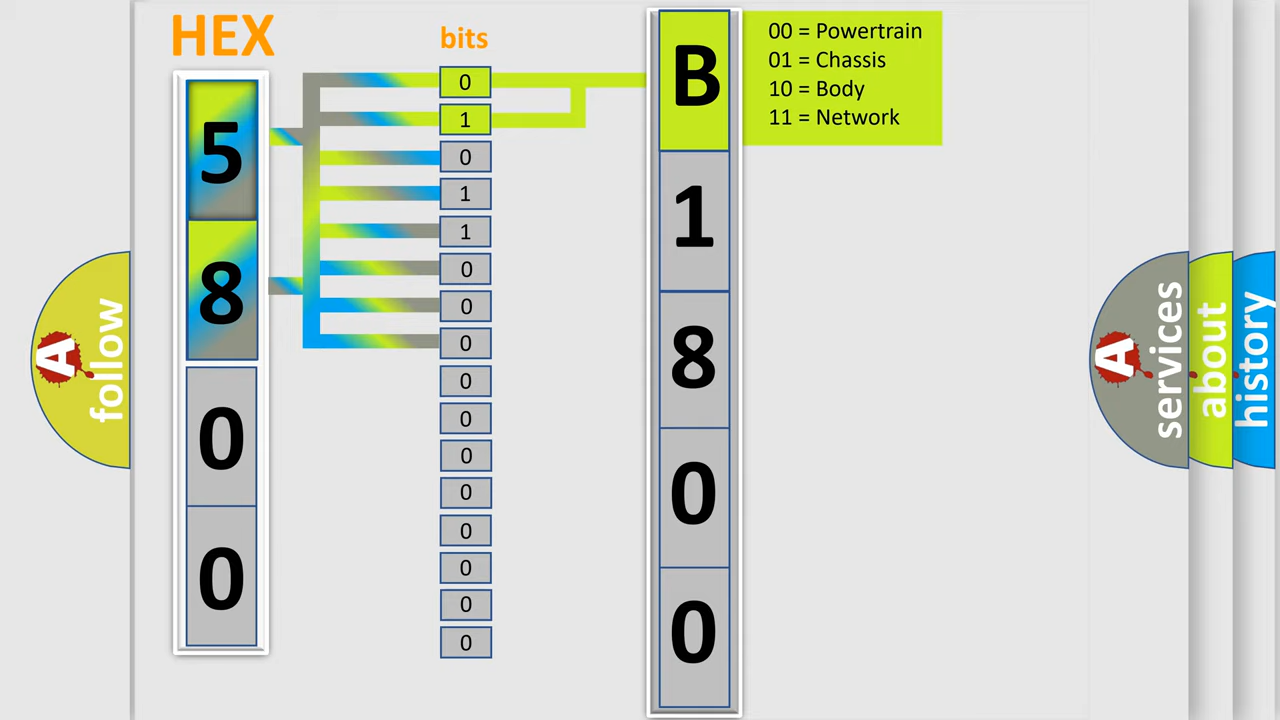 HEX
bits
5
8
0
0
0
1
0
1
1
0
0
0
0
0
0
0
0
0
0
0
B
1
8
0
0
00 = Powertrain
01 = Chassis
10 = Body
11 = Network
A follow
A services
about
history